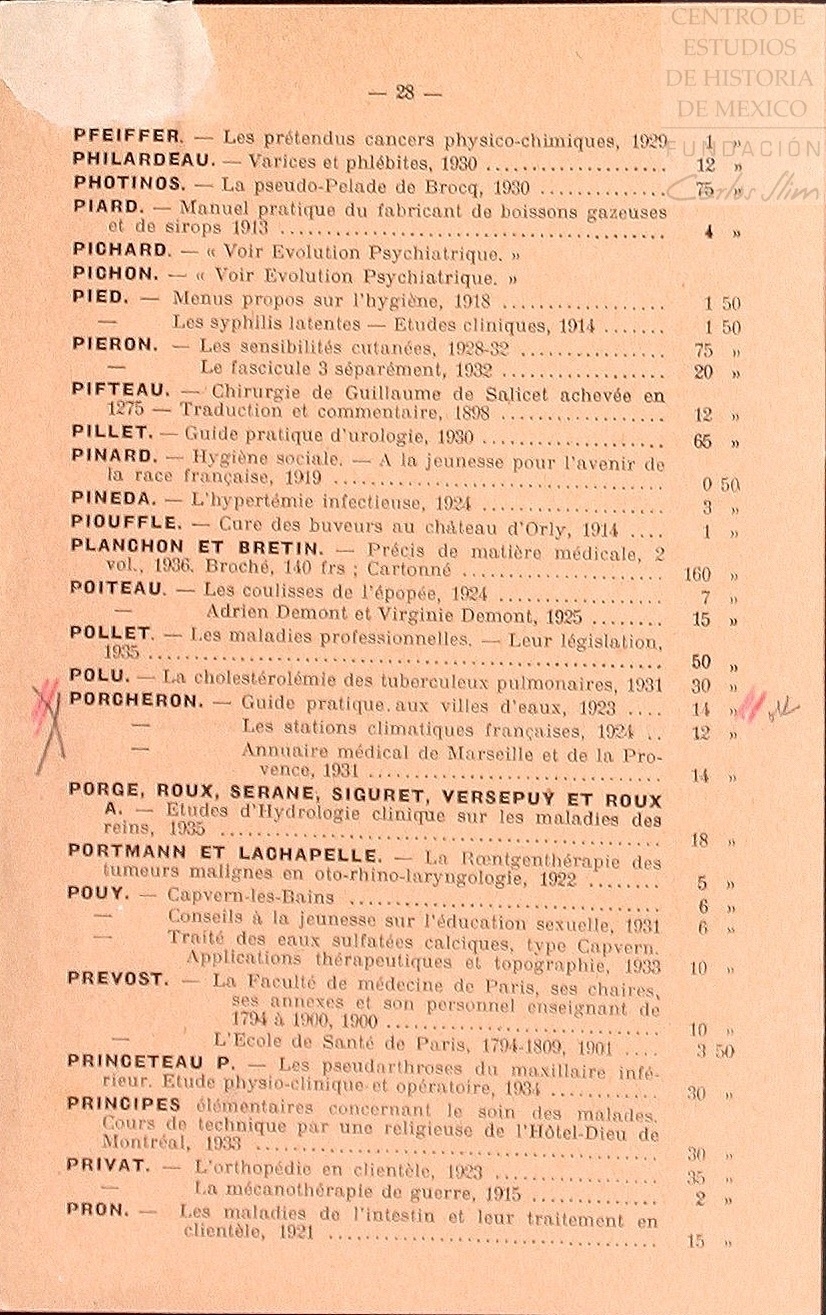 CENTRO DE
ESTUDIOS
DE HISTORIA
DE MEXICO
FUNDACIÓN
Carlos Slim
— 28 —
PFEIFFER. — Les prétendus cancers physico-chimiques, 1929 1 »
PHILARDEAU. — Varices et phlébites, 1930 .................... 12 »
PHOTINOS. — La pseudo-Pelade de Brocq, 1930 .............. 75 »
PIARD. — Manuel pratique du fabricant de boissons gazeuses
et de sirops 1913 .......................................... 4 »
PICHARD. — « Voir Evolution Psychiatrique. »
PICHON. — « Voir Evolution Psychiatrique. »
PIED. — Menus propos sur l'hygiène, 1918 .................. 1 50
— Les syphilis latentes — Etudes cliniques, 1914 ....... 1 50
PIERON. — Les sensibilités cutanées, 1928-32 ................ 75 »
— Le fascicule 3 séparément, 1932 .................. 20 »
PIFTEAU. — Chirurgie de Guillaume de Salicet achevée en
1275 — Traduction et commentaire, 1898 .................. 12 »
PILLET. — Guide pratique d'urologie, 1930 .................... 65 »
PINARD. — Hygiène sociale. — A la jeunesse pour l'avenir de
la race française, 1919 .................................... 0 50
PINEDA. — L'hypertémie infectieuse, 1924 .................... 3 »
PIOUFFLE. — Cure des buveurs au château d'Orly, 1914 .... 1 »
PLANCHON ET BRETIN. — Précis de matière médicale, 2
vol., 1936. Broché, 140 frs ; Cartonné ...................... 160 »
POITEAU. — Les coulisses de l'épopée, 1924 .................. 7 »
— Adrien Demont et Virginie Demont, 1925 ........ 15 »
POLLET. — Les maladies professionnelles. — Leur législation,
1935 ........................................................ 50 »
POLU. — La cholestérolémie des tuberculeux pulmonaires, 1931 30 »
PORCHERON. — Guide pratique aux villes d'eaux, 1923 .... 14 »
— Les stations climatiques françaises, 1924 .. 12 »
— Annuaire médical de Marseille et de la Pro-
vence, 1931 .............................. 14 »
PORGE, ROUX, SERANE, SIGURET, VERSEPUY ET ROUX
A. — Etudes d'Hydrologie clinique sur les maladies des
reins, 1935 ................................................ 18 »
PORTMANN ET LACHAPELLE. — La Rœntgenthérapie des
tumeurs malignes en oto-rhino-laryngologie, 1922 ........ 5 »
POUY. — Capvern-les-Bains .................................. 6 »
— Conseils à la jeunesse sur l'éducation sexuelle, 1931 6 »
— Traité des eaux sulfatées calciques, type Capvern.
Applications thérapeutiques et topographie, 1933 10 »
PREVOST. — La Faculté de médecine de Paris, ses chaires,
ses annexes et son personnel enseignant de
1794 à 1900, 1900 ............................ 10 »
— L'Ecole de Santé de Paris, 1794-1809, 1901 .... 3 50
PRINCETEAU P. — Les pseudarthroses du maxillaire infé-
rieur. Etude physio-clinique et opératoire, 1934 ............ 30 »
PRINCIPES élémentaires concernant le soin des malades.
Cours de technique par une religieuse de l'Hôtel-Dieu de
Montréal, 1933 ............................................ 30 »
PRIVAT. — L'orthopédie en clientèle, 1923 .................. 35 »
— La mécanothérapie de guerre, 1915 .............. 2 »
PRON. — Les maladies de l'intestin et leur traitement en
clientèle, 1921 .................................. 15 »